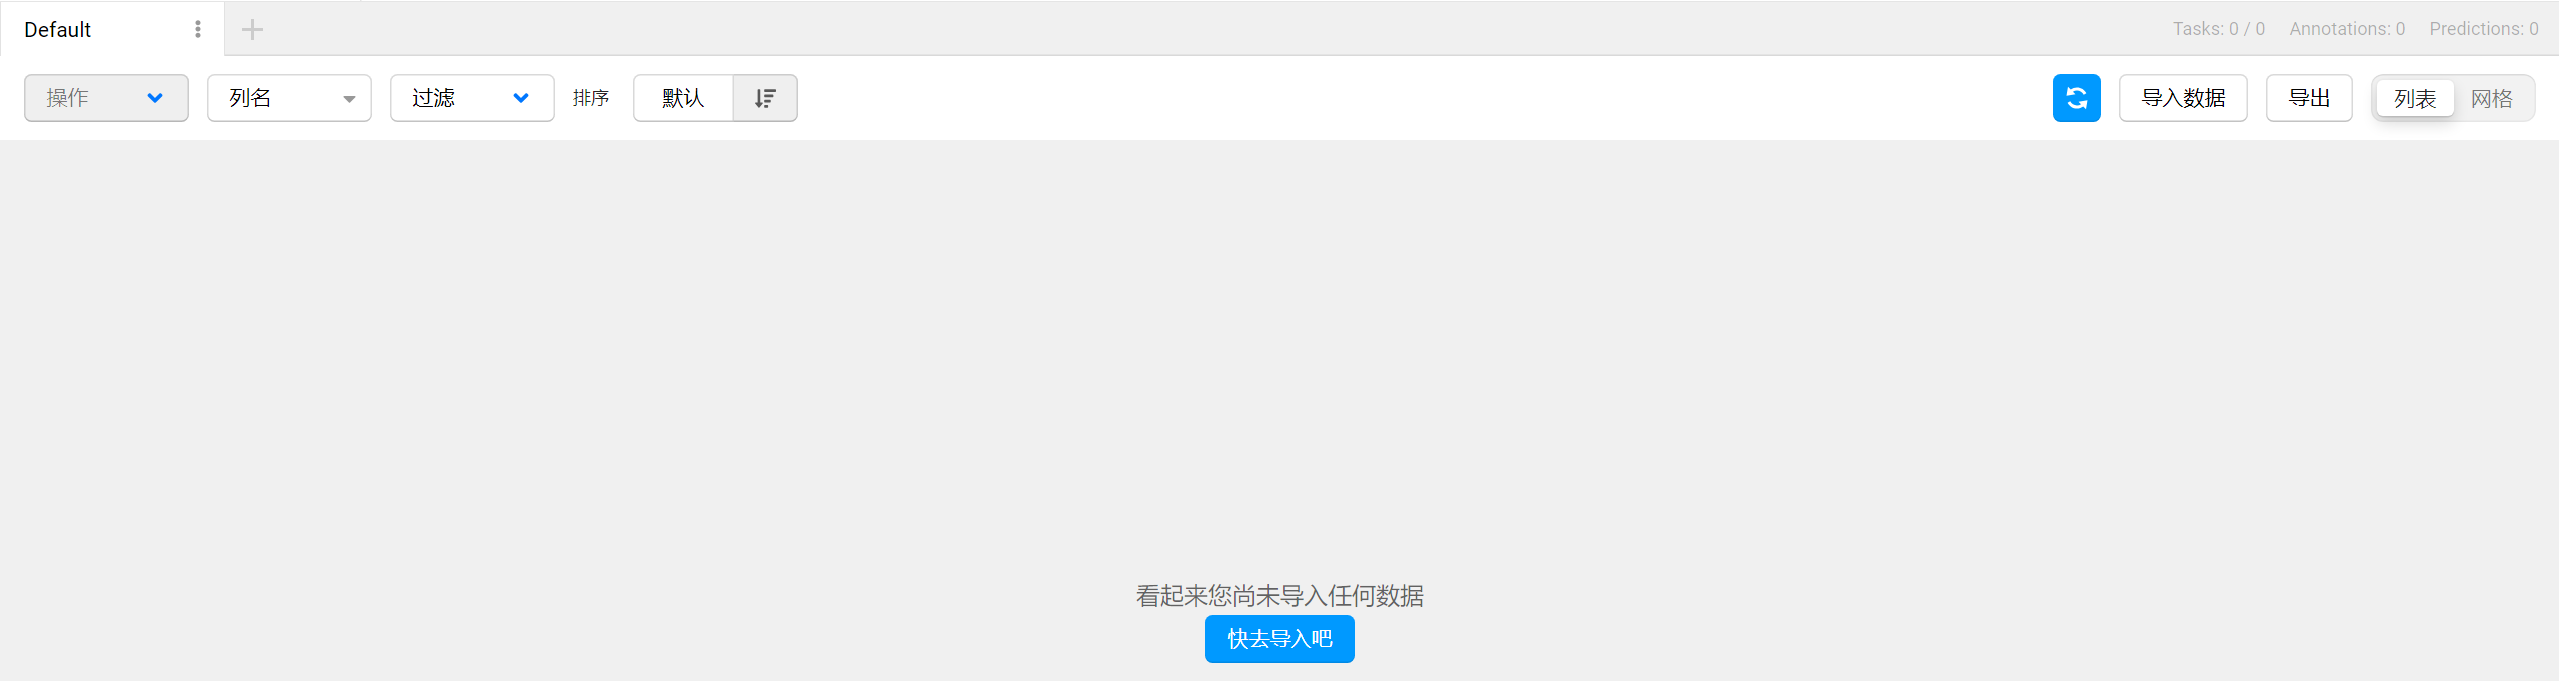 Default Tasks: 0 / 0 Annotations: 0 Predictions: 0
操作 列名 过滤 排序 默认 导入数据 导出 列表 网格
看起来您尚未导入任何数据
快去导入吧